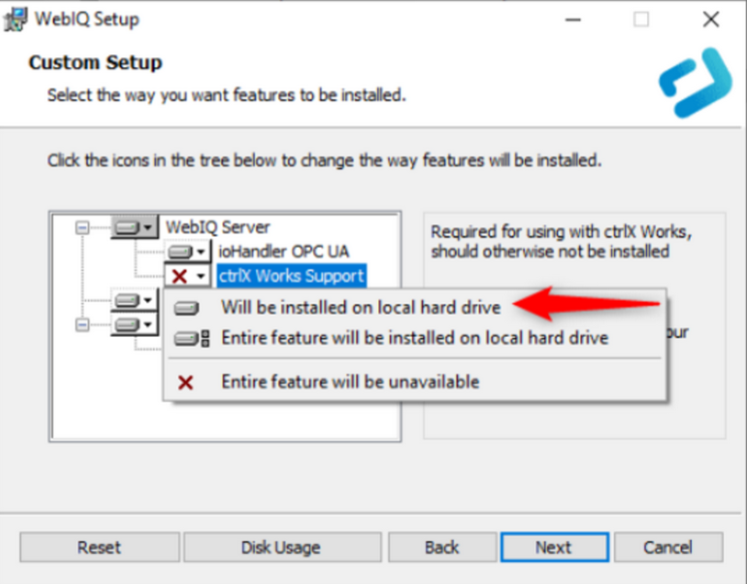 WebIQ Setup
Custom Setup
Select the way you want features to be installed.
Click the icons in the tree below to change the way features will be installed.
WebIQ Server
ioHandler OPC UA
ctrlX Works Support
Required for using with ctrlX Works,
should otherwise not be installed
Will be installed on local hard drive
Entire feature will be installed on local hard drive
Entire feature will be unavailable
Reset
Disk Usage
Back
Next
Cancel